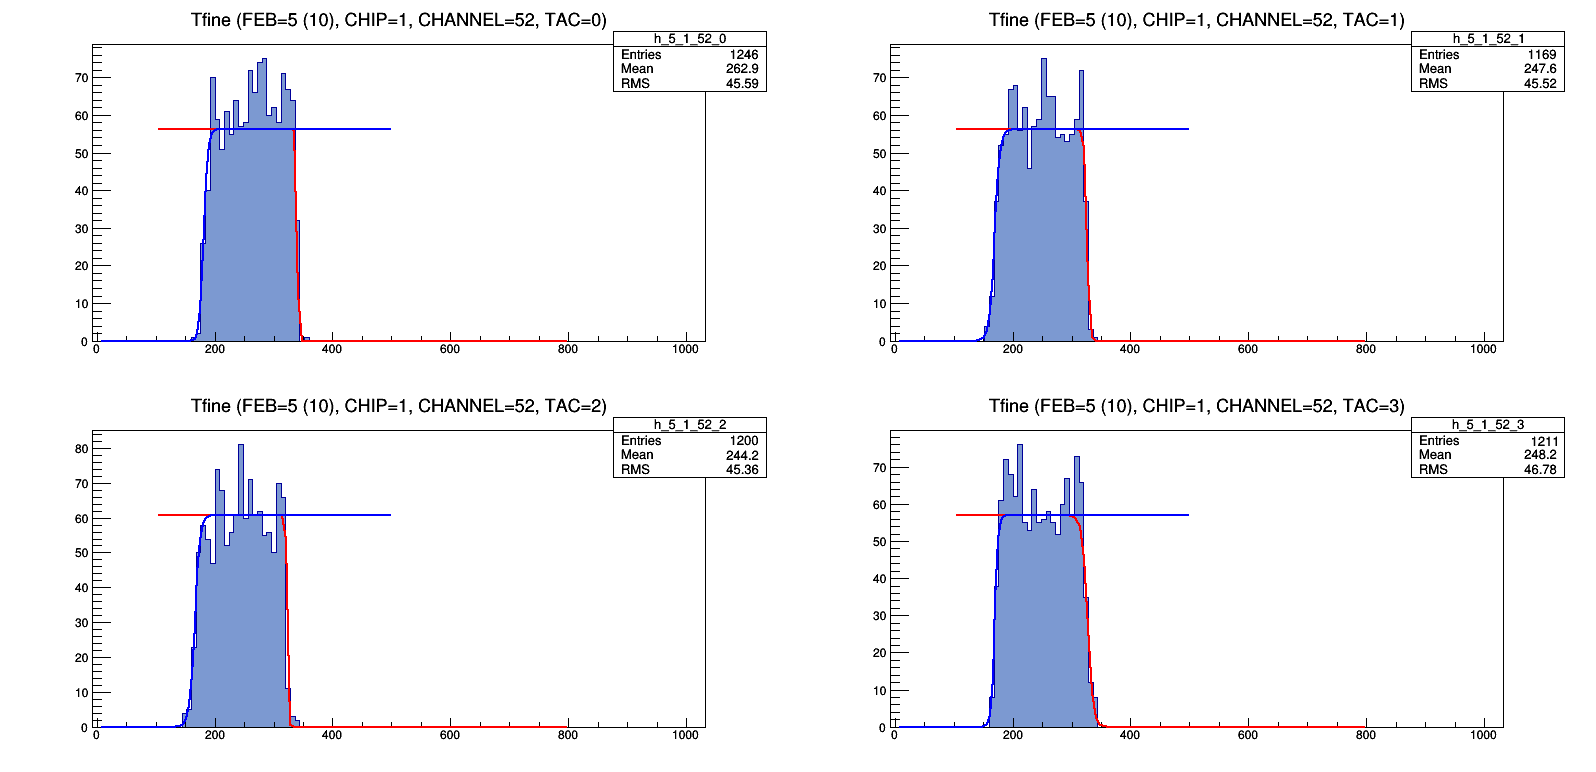 Tfine (FEB=5 (10), CHIP=1, CHANNEL=52, TAC=0)
h_5_1_52_0
Entries 1246
Mean 262.9
RMS 45.59
70
60
50
40
30
20
10
0
0 200 400 600 800 1000
Tfine (FEB=5 (10), CHIP=1, CHANNEL=52, TAC=1)
h_5_1_52_1
Entries 1169
Mean 247.6
RMS 45.52
70
60
50
40
30
20
10
0
0 200 400 600 800 1000
Tfine (FEB=5 (10), CHIP=1, CHANNEL=52, TAC=2)
h_5_1_52_2
Entries 1200
Mean 244.2
RMS 45.36
80
70
60
50
40
30
20
10
0
0 200 400 600 800 1000
Tfine (FEB=5 (10), CHIP=1, CHANNEL=52, TAC=3)
h_5_1_52_3
Entries 1211
Mean 248.2
RMS 46.78
70
60
50
40
30
20
10
0
0 200 400 600 800 1000